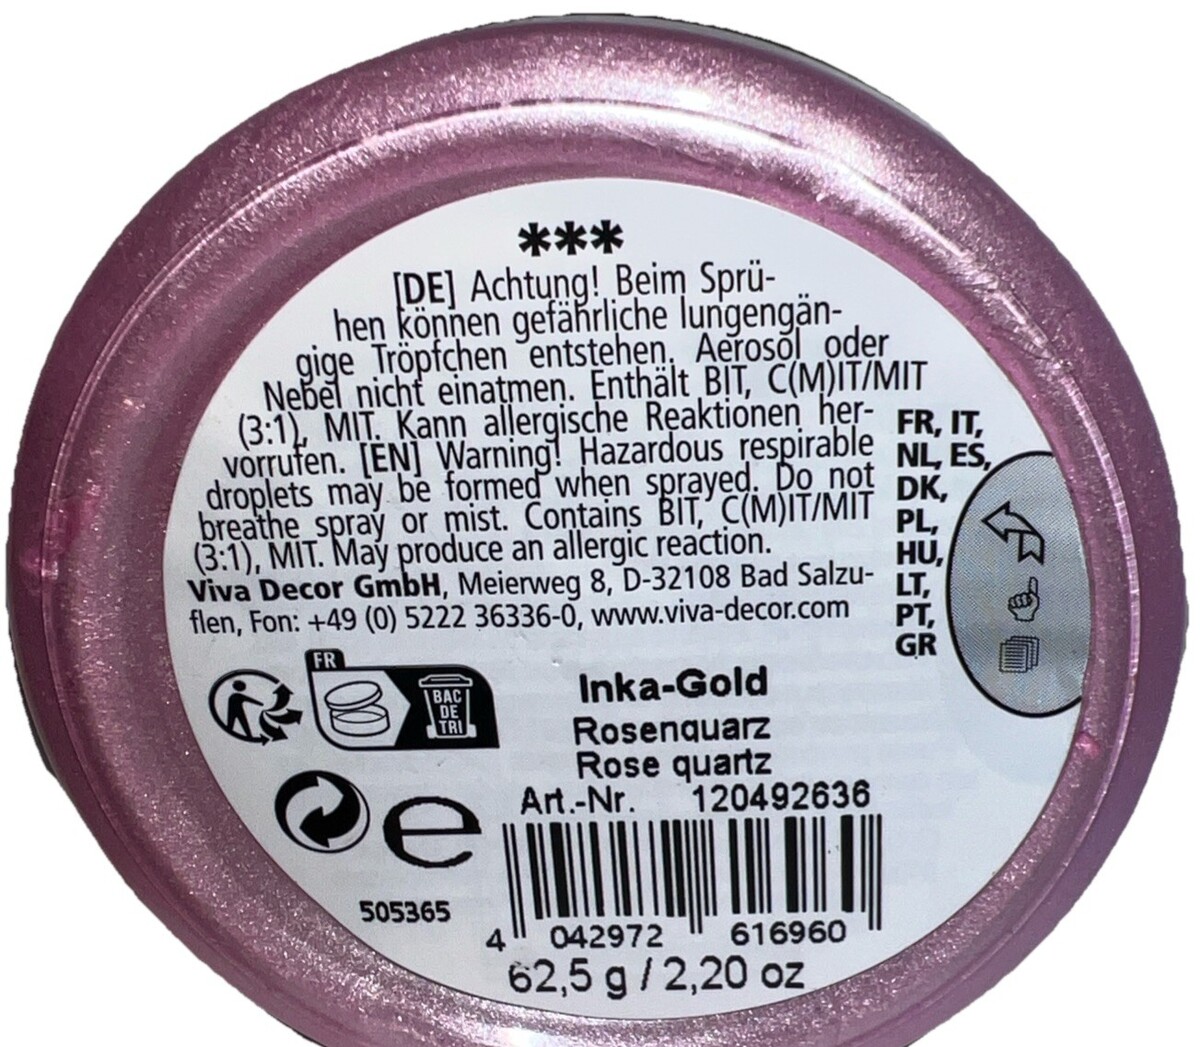 ***
[DE] Achtung! Beim Sprü-
hen können gefährliche lungengän-
gige Tröpfchen entstehen. Aerosol oder
Nebel nicht einatmen. Enthält BIT, C(M)IT/MIT
(3:1), MIT. Kann allergische Reaktionen her-
vorrufen. [EN] Warning! Hazardous respirable
droplets may be formed when sprayed. Do not
breathe spray or mist. Contains BIT, C(M)IT/MIT
(3:1), MIT. May produce an allergic reaction.
Viva Decor GmbH, Meierweg 8, D-32108 Bad Salzu-
flen, Fon: +49 (0) 5222 36336-0, www.viva-decor.com
FR, IT,
NL, ES,
DK,
PL,
HU,
LT,
PT,
GR
FR
BAC
DE
TRI
Inka-Gold
Rosenquarz
Rose quartz
Art.-Nr. 120492636
e
505365
4 042972 616960
62,5 g / 2,20 oz